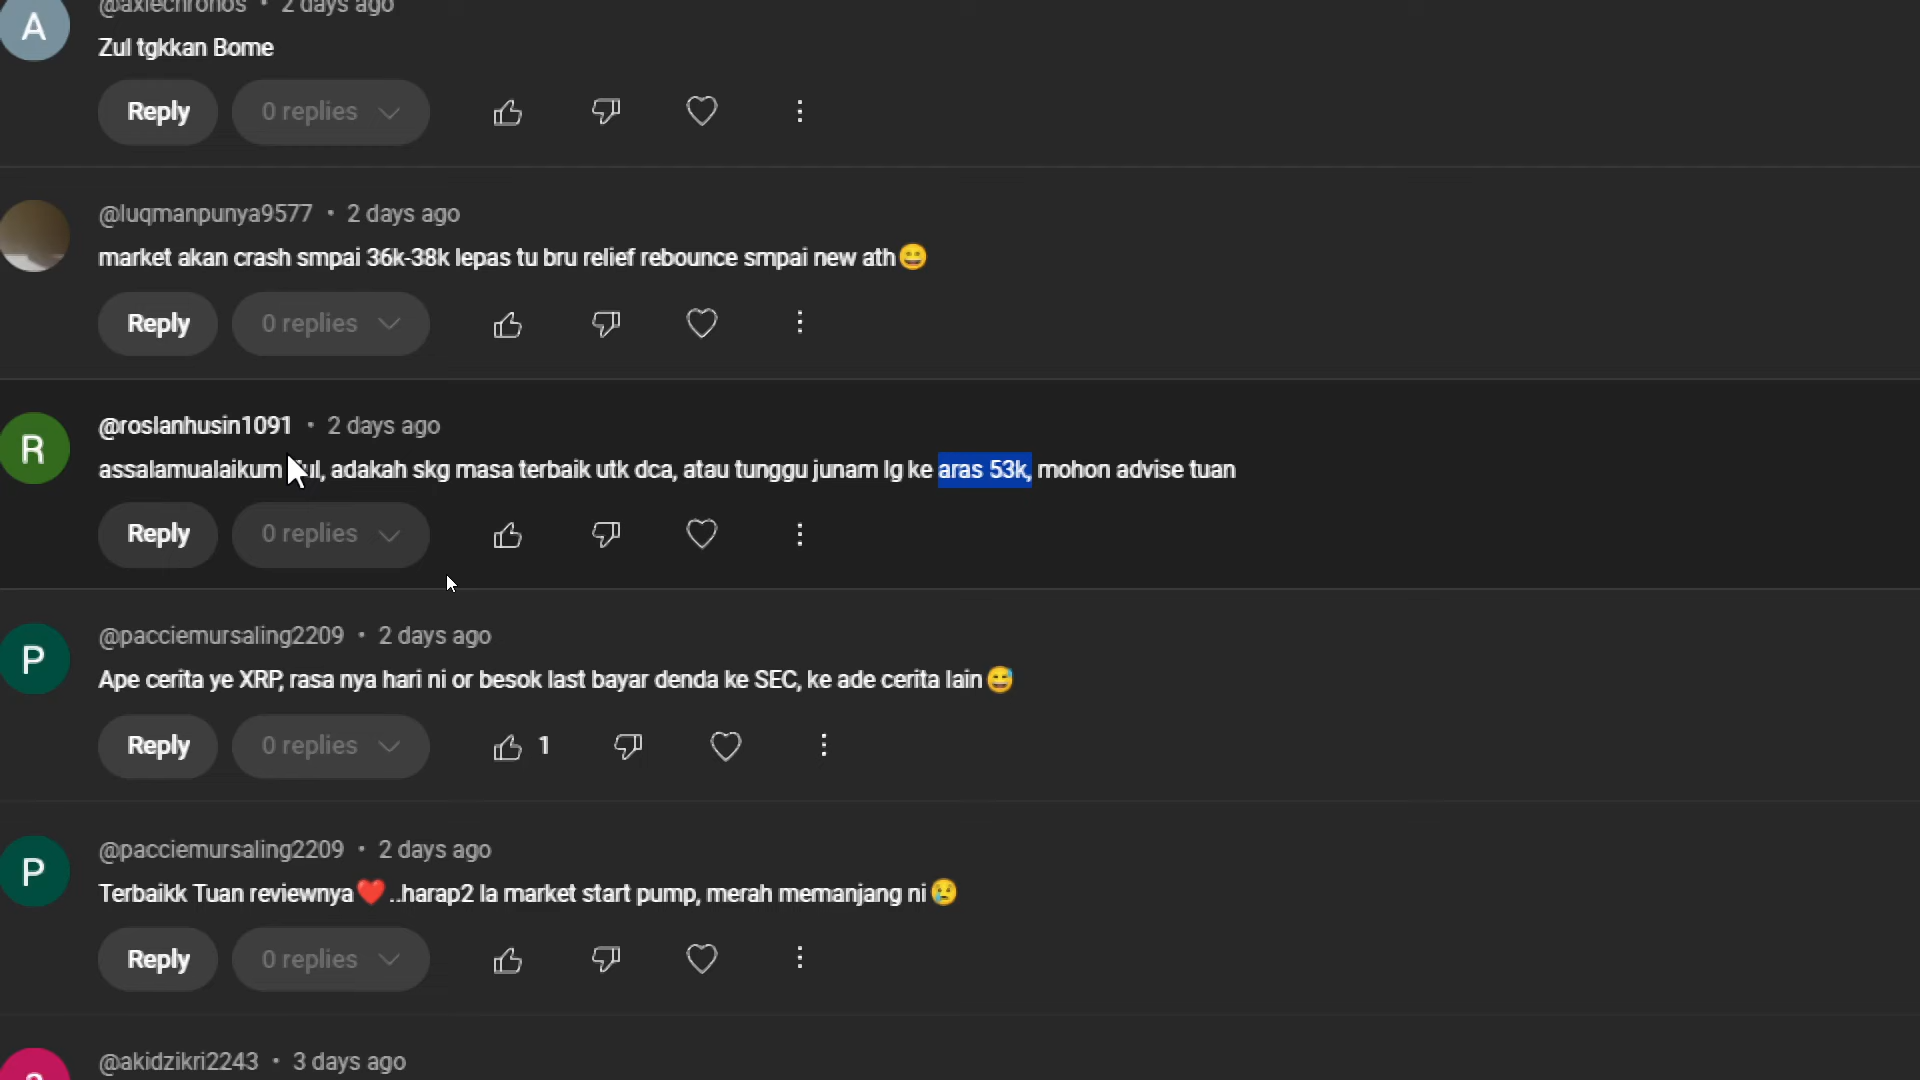 @axiechronos • 2 days ago
A
Zul tgkkan Bome
Reply 0 replies
@luqmanpunya9577 • 2 days ago
market akan crash smpai 36k-38k lepas tu bru relief rebounce smpai new ath😄
Reply 0 replies
@roslanhusin1091 • 2 days ago
R
assalamualaikum ul, adakah skg masa terbaik utk dca, atau tunggu junam lg ke aras 53k, mohon advise tuan
Reply 0 replies
@pacciemursaling2209 • 2 days ago
P
Ape cerita ye XRP, rasa nya hari ni or besok last bayar denda ke SEC, ke ade cerita lain😅
Reply 0 replies 1
@pacciemursaling2209 • 2 days ago
P
Terbaikk Tuan reviewnya❤️..harap2 la market start pump, merah memanjang ni😢
Reply 0 replies
@akidzikri2243 • 3 days ago